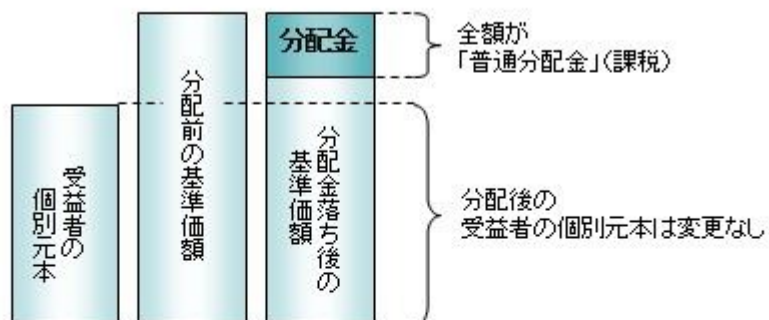 受益者の
個別元本
分配前の基準価額
分配金
分配金落ち後の
基準価額
全額が
「普通分配金」(課税)
分配後の
受益者の個別元本は変更なし